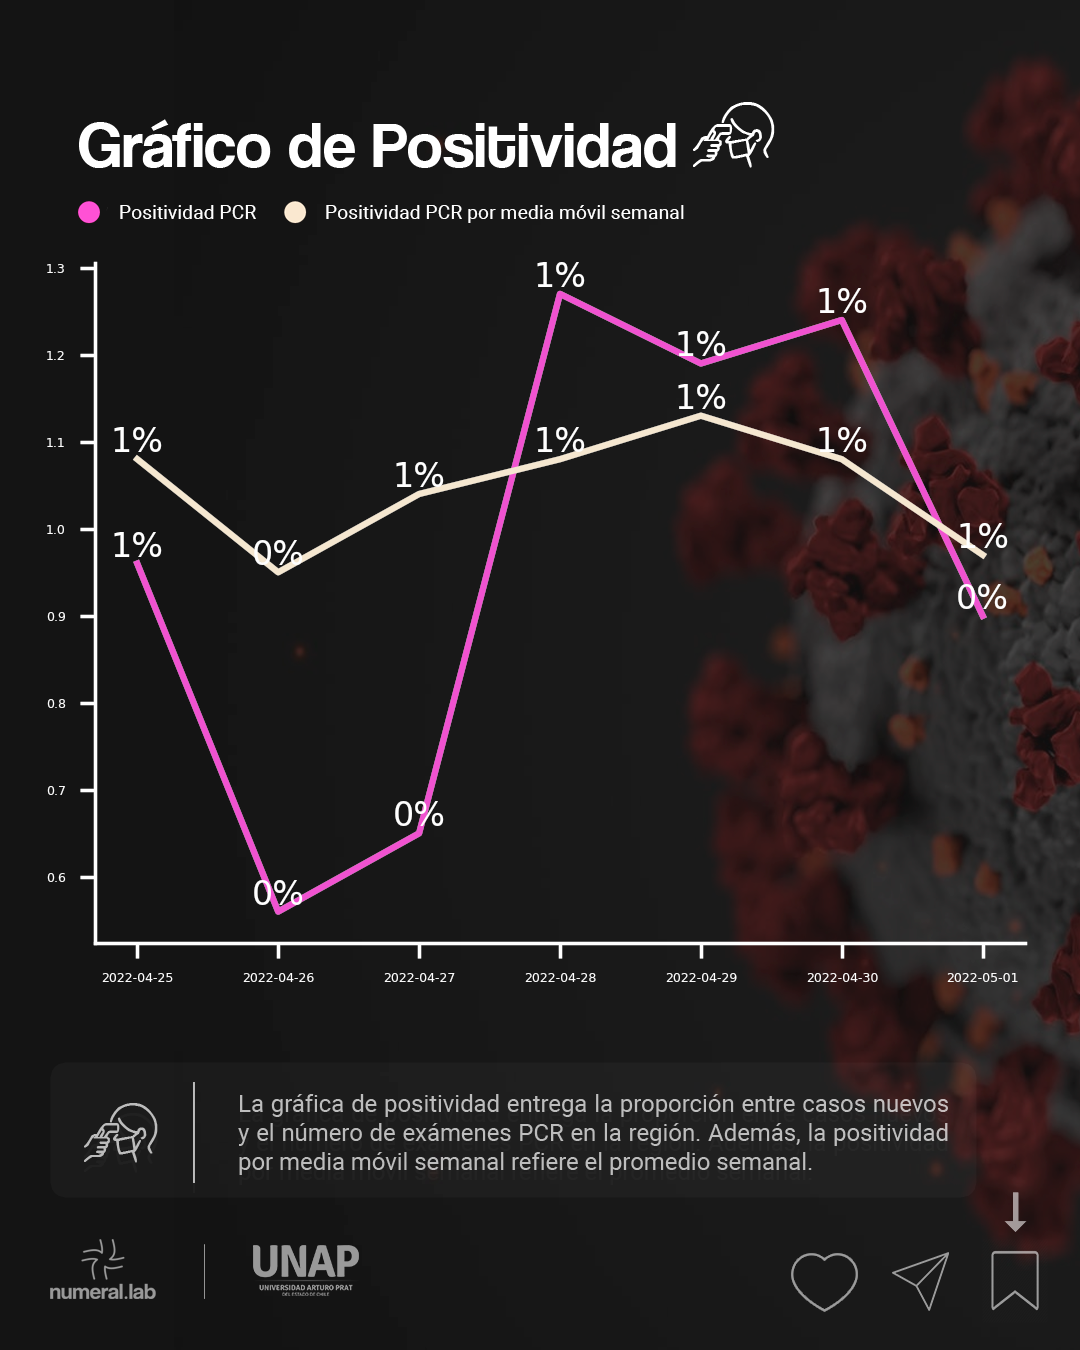 Gráfico de Positividad
Positividad PCR
Positividad PCR por media móvil semanal
1.3
1.2
1.1
1.0
0.9
0.8
0.7
0.6
1%
1%
0%
0%
1%
0%
1%
1%
1%
1%
1%
1%
1%
0%
2022-04-25
2022-04-26
2022-04-27
2022-04-28
2022-04-29
2022-04-30
2022-05-01
La gráfica de positividad entrega la proporción entre casos nuevos
y el número de exámenes PCR en la región. Además, la positividad
por media móvil semanal refiere el promedio semanal.
numeral.lab
UNAP
UNIVERSIDAD ARTURO PRAT
DEL ESTADO DE CHILE